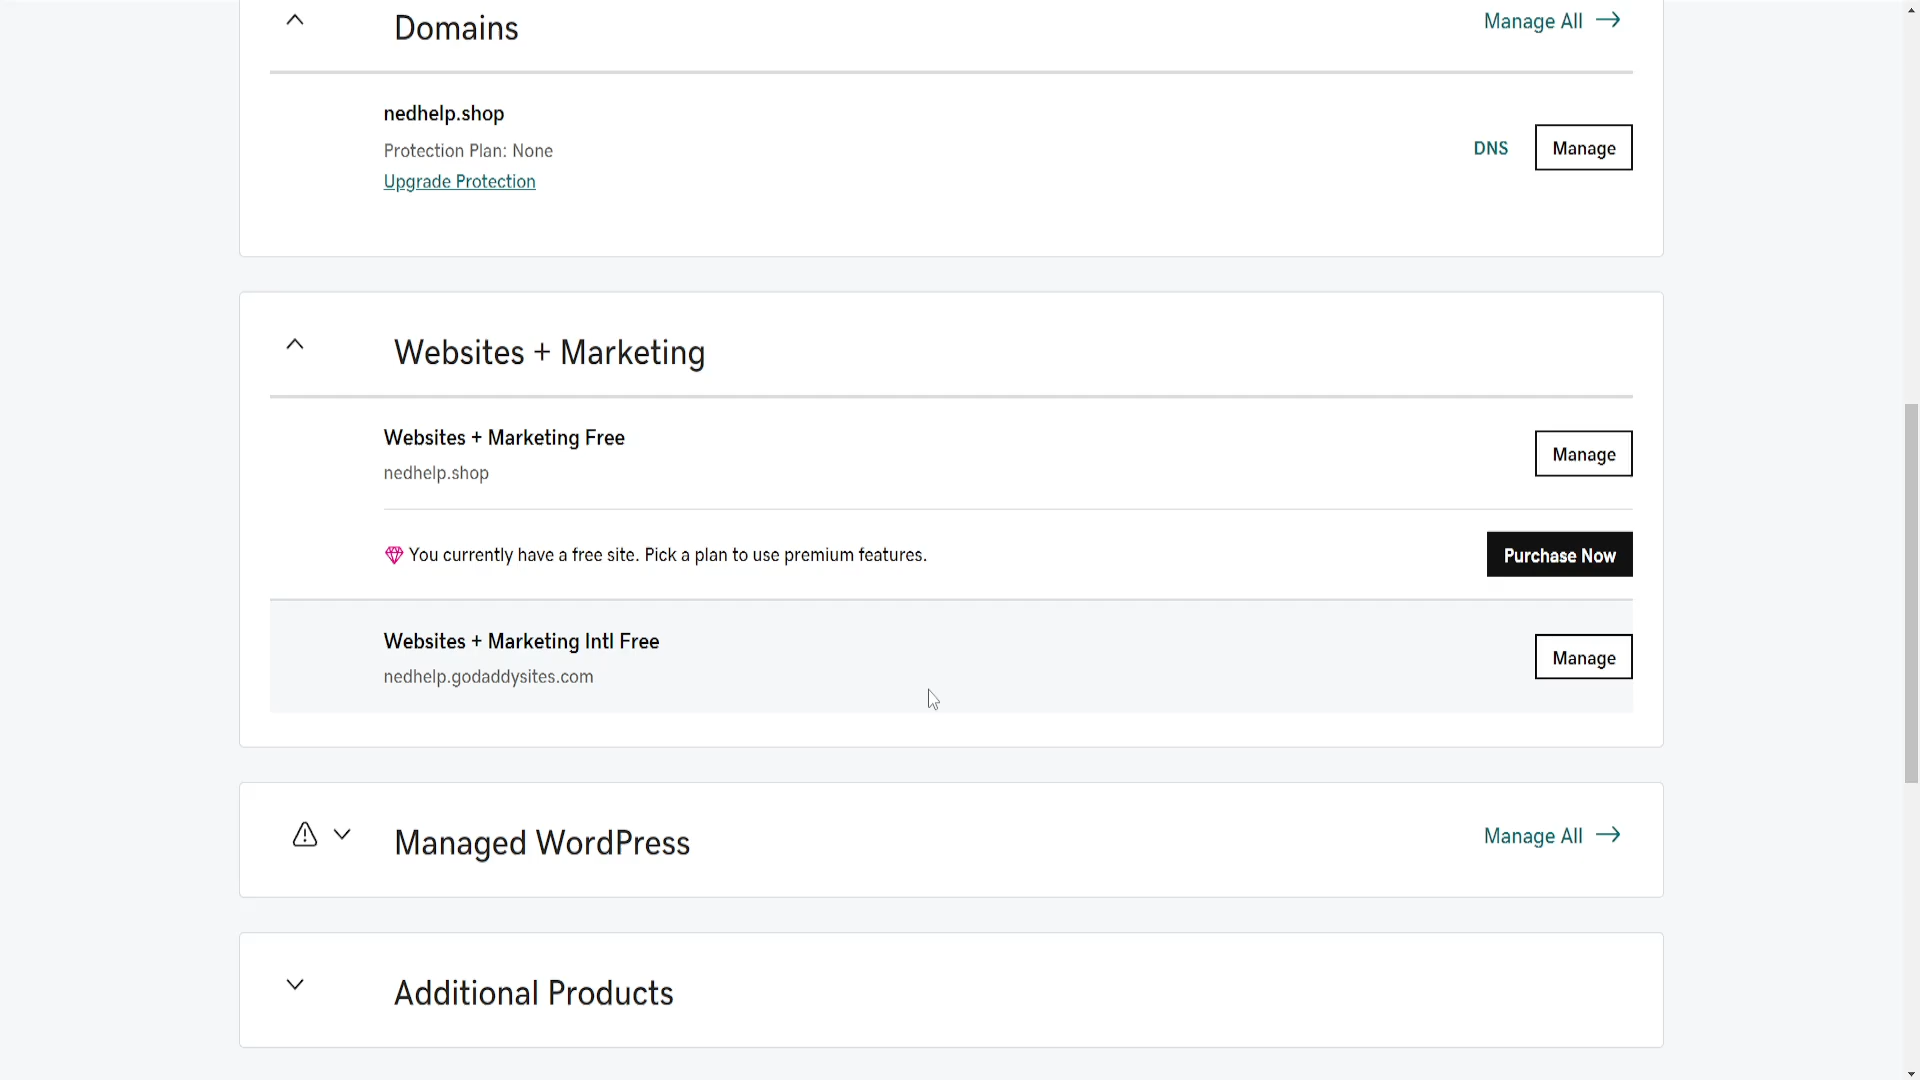 Domains
Manage All
nedhelp.shop
Protection Plan: None
Upgrade Protection
DNS
Manage
Websites + Marketing
Websites + Marketing Free
nedhelp.shop
Manage
You currently have a free site. Pick a plan to use premium features.
Purchase Now
Websites + Marketing Intl Free
nedhelp.godaddysites.com
Manage
Managed WordPress
Manage All
Additional Products